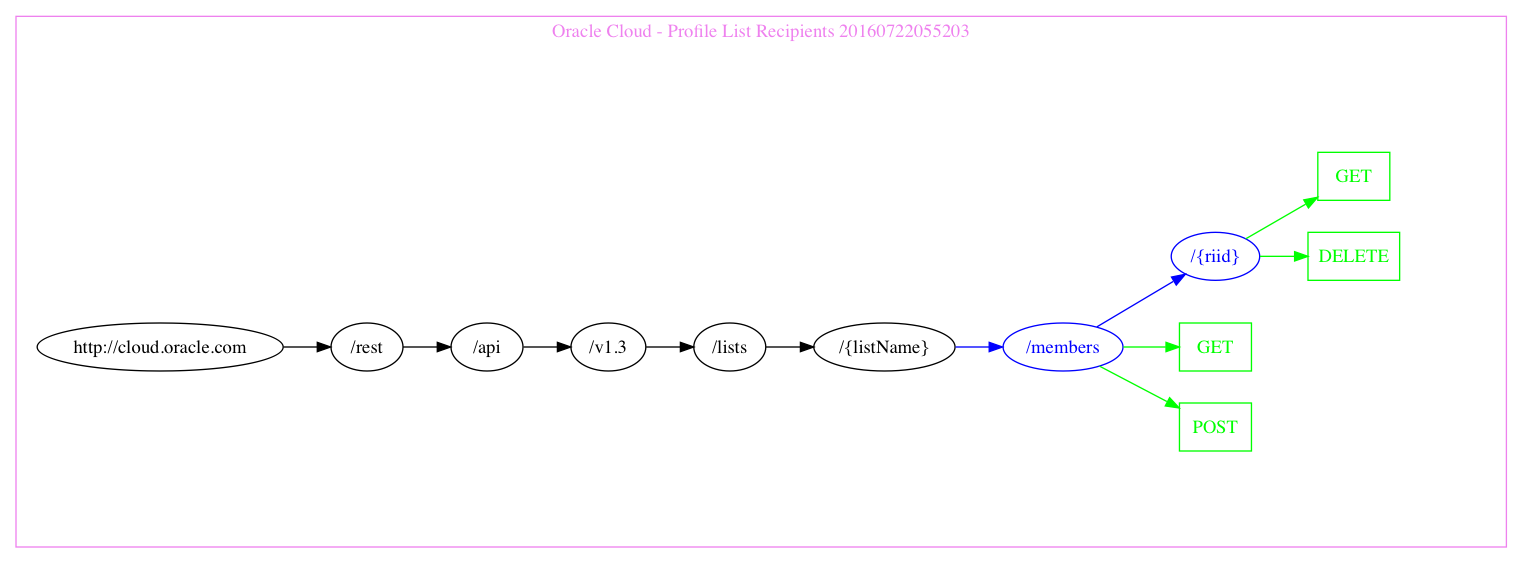 Oracle Cloud - Profile List Recipients 20160722055203
http://cloud.oracle.com
/rest
/api
/v1.3
/lists
/{listName}
/members
/{riid}
GET
DELETE
GET
POST